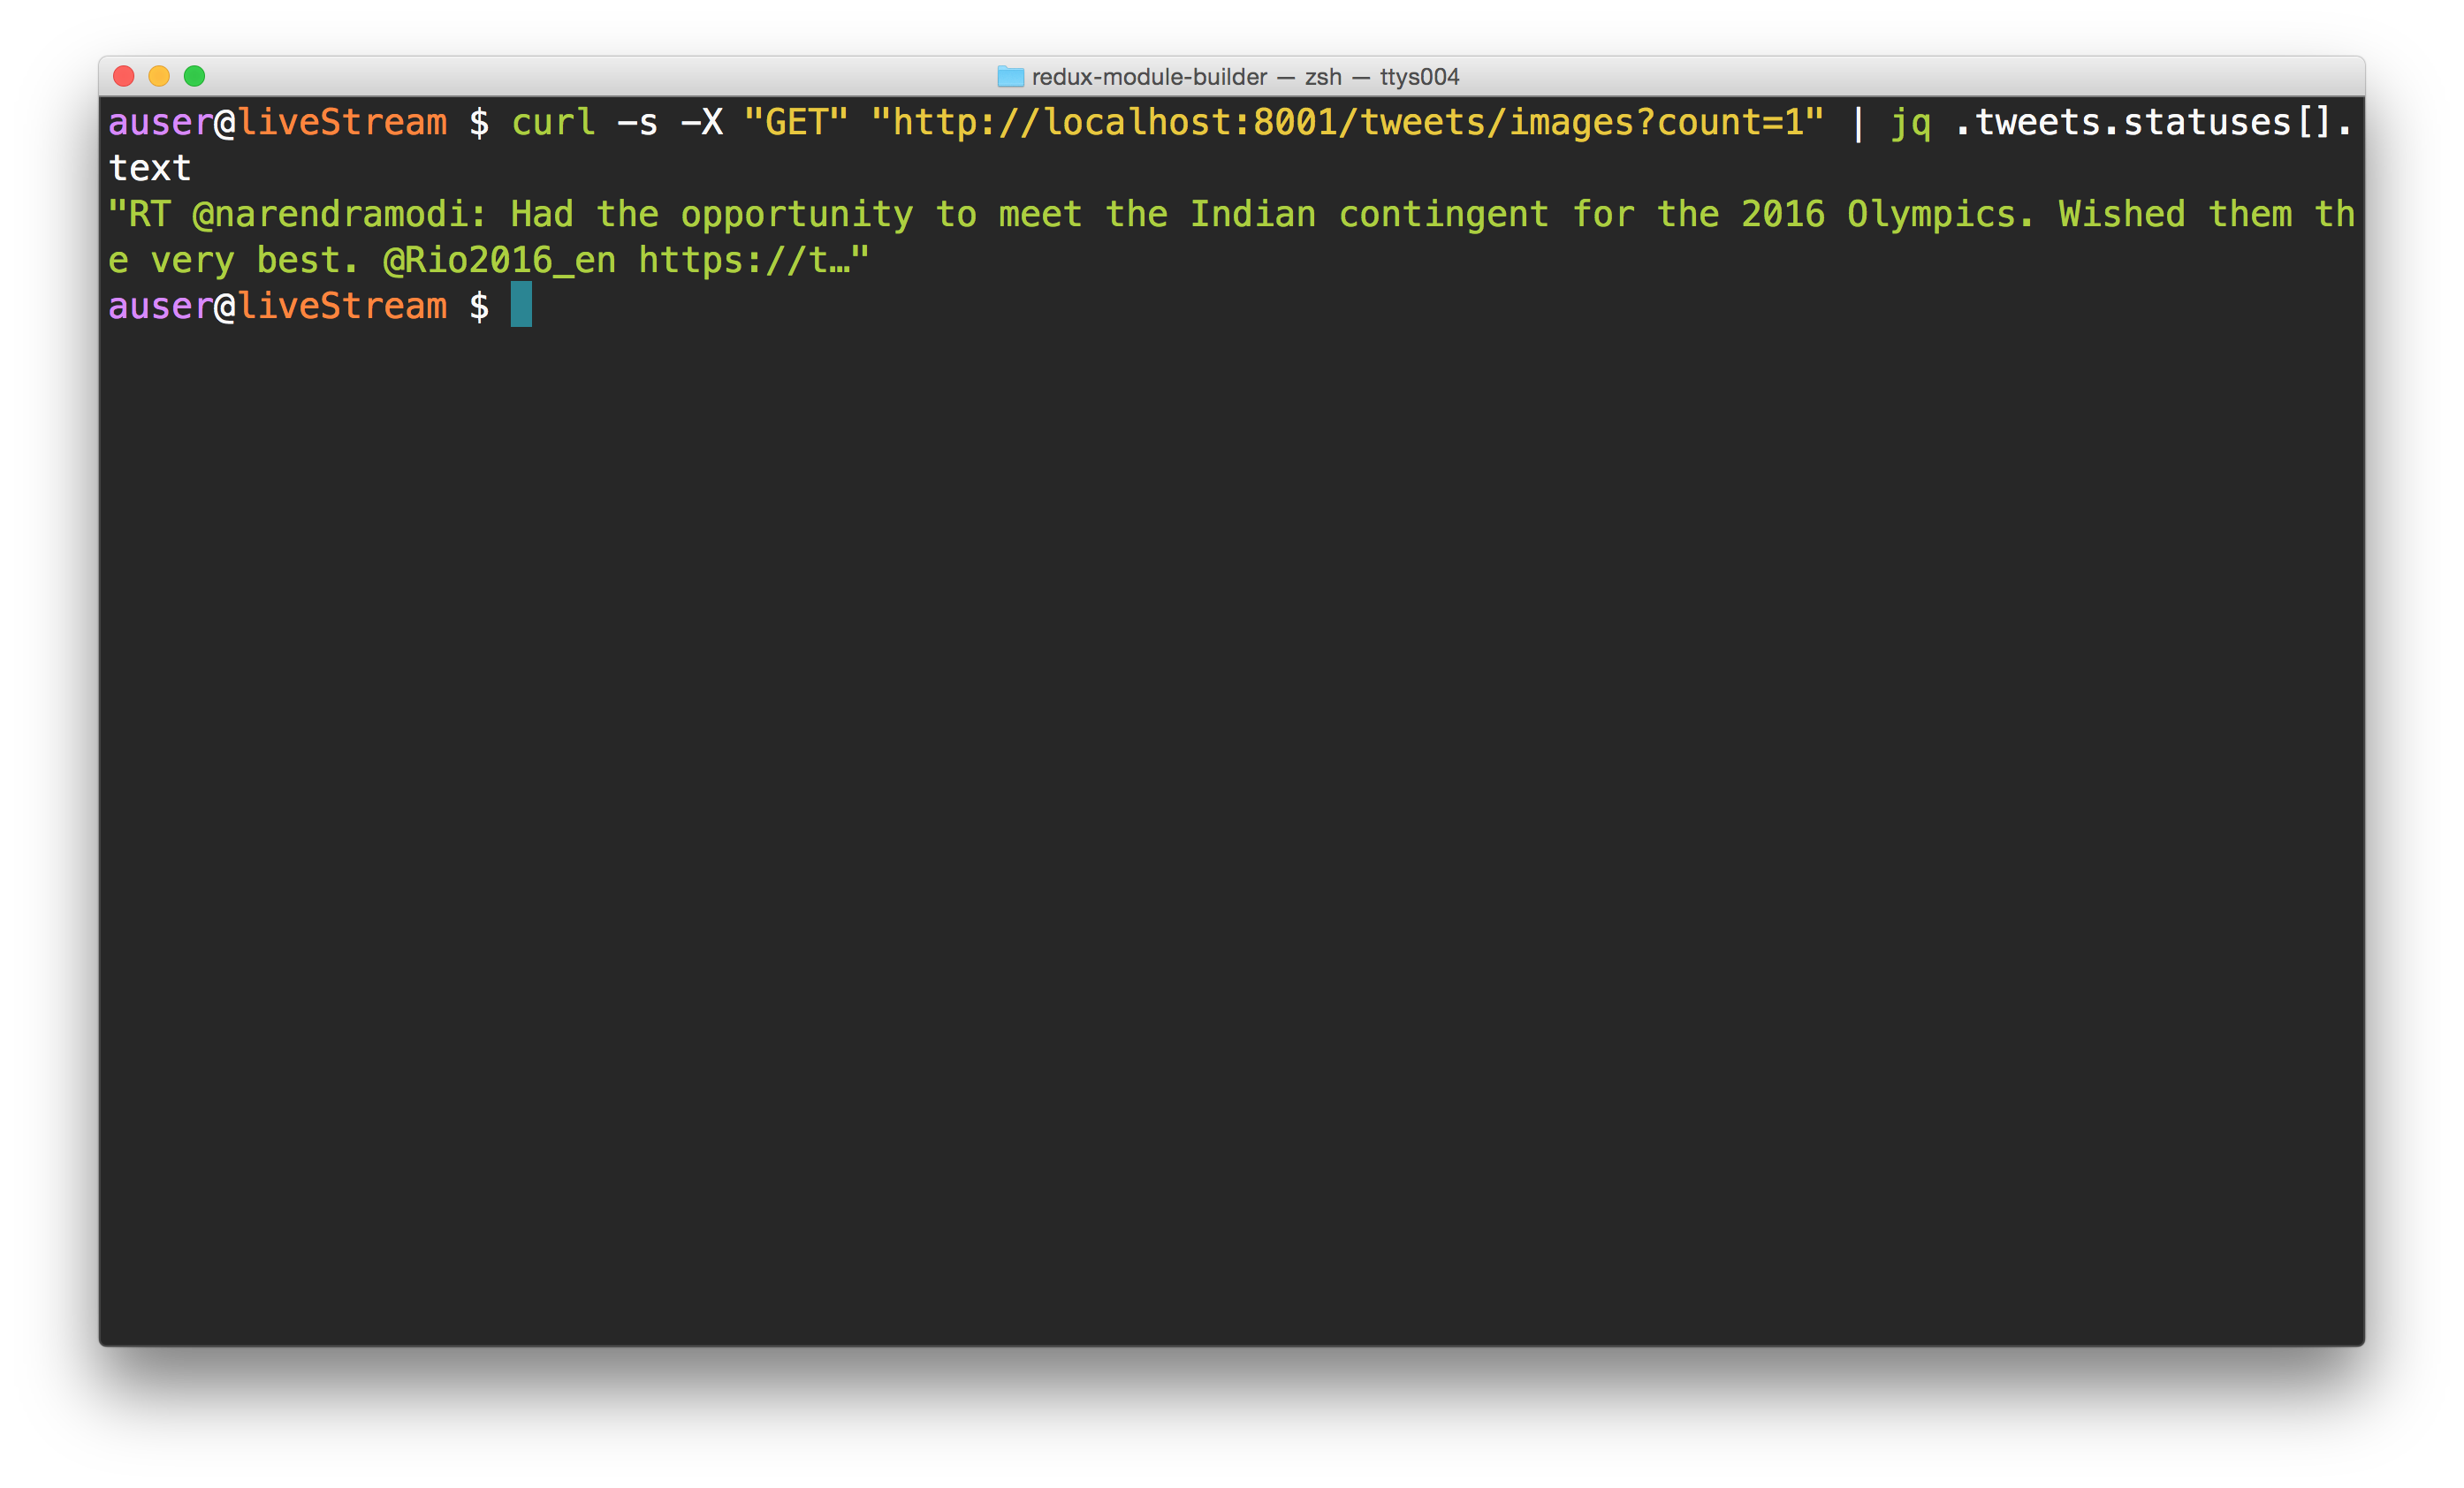 redux-module-builder — zsh — ttys004
auser@liveStream $ curl -s -X "GET" "http://localhost:8001/tweets/images?count=1" | jq .tweets.statuses[].
text
"RT @narendramodi: Had the opportunity to meet the Indian contingent for the 2016 Olympics. Wished them th
e very best. @Rio2016_en https://t…"
auser@liveStream $